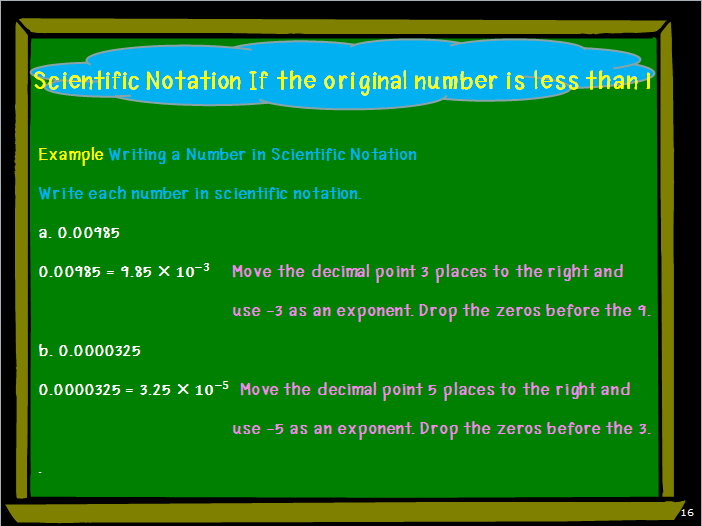 Scientific Notation If the original number is less than 1
Example Writing a Number in Scientific Notation
Write each number in scientific notation.
a. 0.00985
0.00985 = 9.85 × 10⁻³ Move the decimal point 3 places to the right and
use -3 as an exponent. Drop the zeros before the 9.
b. 0.0000325
0.0000325 = 3.25 × 10⁻⁵ Move the decimal point 5 places to the right and
use -5 as an exponent. Drop the zeros before the 3.
.
16